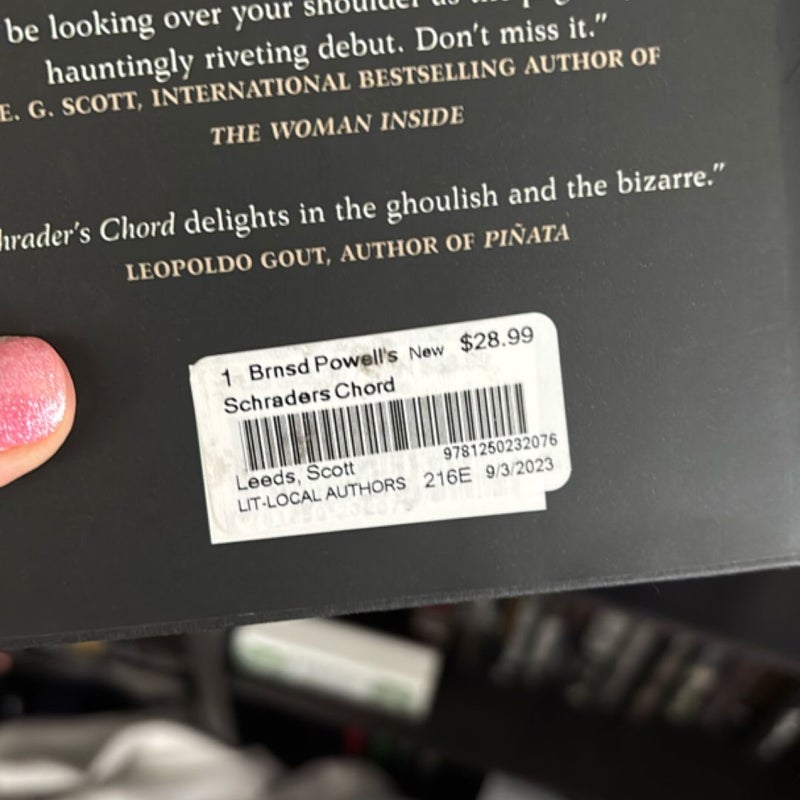 be looking over your shoulder as the
hauntingly riveting debut. Don't miss it."
E. G. SCOTT, INTERNATIONAL BESTSELLING AUTHOR OF
THE WOMAN INSIDE
hrader's Chord delights in the ghoulish and the bizarre."
LEOPOLDO GOUT, AUTHOR OF PIÑATA
1 Brnsd Powell's New $28.99
Schraders Chord
9781250232076
Leeds, Scott
LIT-LOCAL AUTHORS 216E 9/3/2023